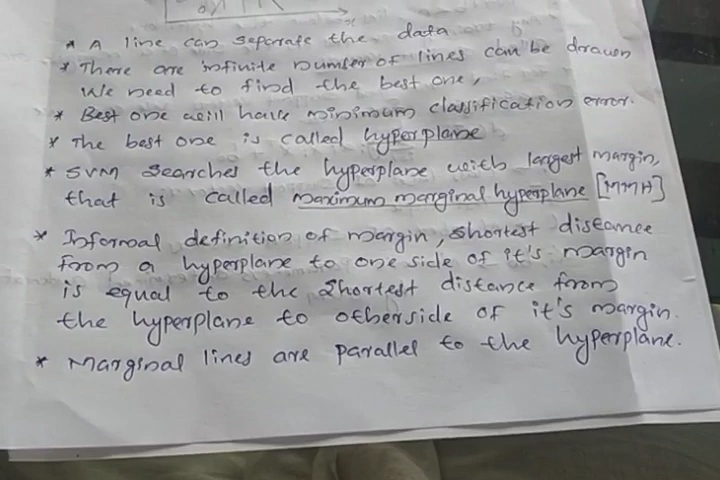 * A line can separate the data
* There are infinite number of lines can be drawn
we need to find the best one,
* Best one will have minimum classification error.
* The best one is called hyperplane
* SVM searches the hyperplane with largest margin,
that is called maximum marginal hyperplane [MMH]
* Informal definition of margin, shortest distance
from a hyperplane to one side of it's margin
is equal to the shortest distance from
the hyperplane to otherside of it's margin.
* Marginal lines are parallel to the hyperplane.